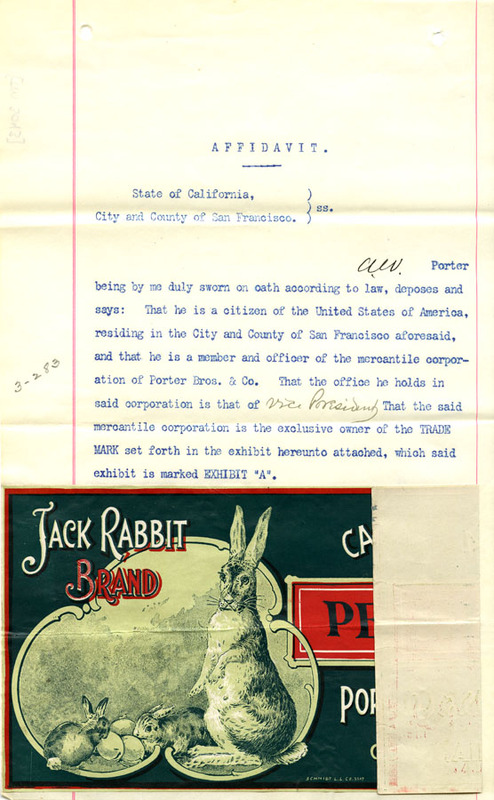 AFFIDAVIT.
State of California, )
) ss.
City and County of San Francisco. )
A.W. Porter
being by me duly sworn on oath according to law, deposes and
says: That he is a citizen of the United States of America,
residing in the City and County of San Francisco aforesaid,
and that he is a member and officer of the mercantile corpor-
3-283
ation of Porter Bros. & Co. That the office he holds in
said corporation is that of Vice President That the said
mercantile corporation is the exclusive owner of the TRADE
MARK set forth in the exhibit hereunto attached, which said
exhibit is marked EXHIBIT "A".
JACK RABBIT
BRAND
CA
PE
POR
SCHMIDT L. L. CO. S.F.